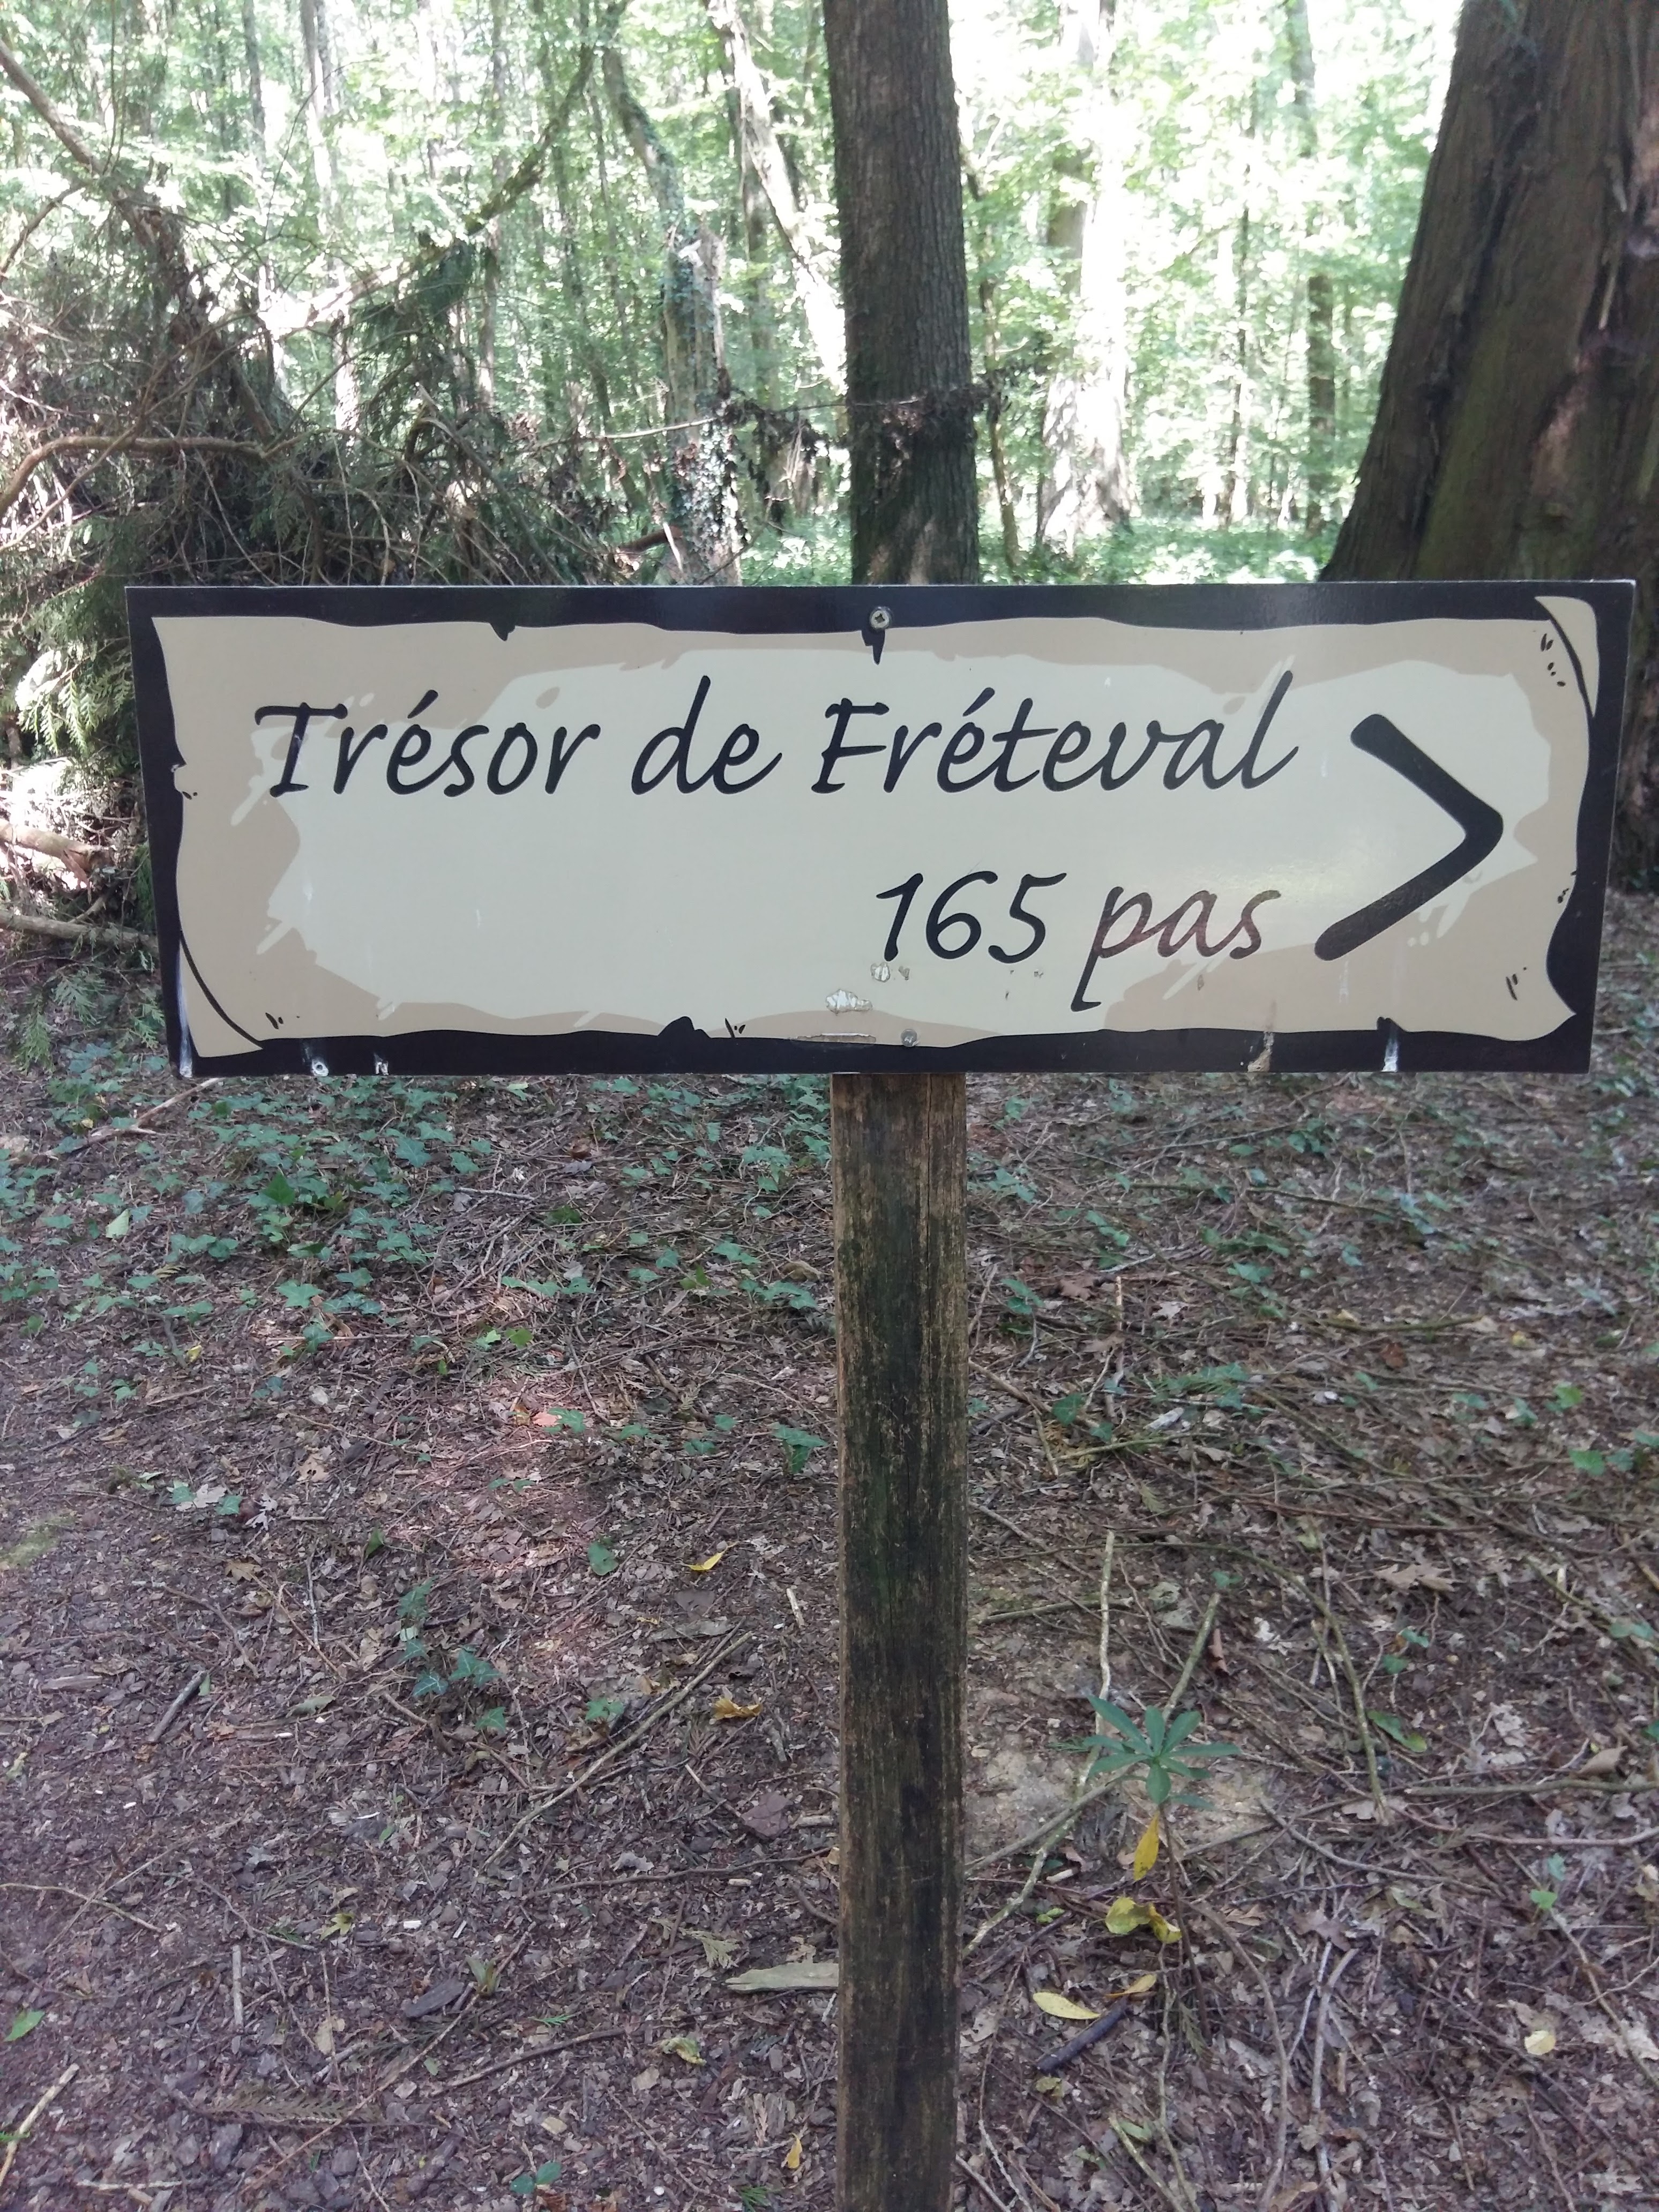 Trésor de Fréteval
165 pas